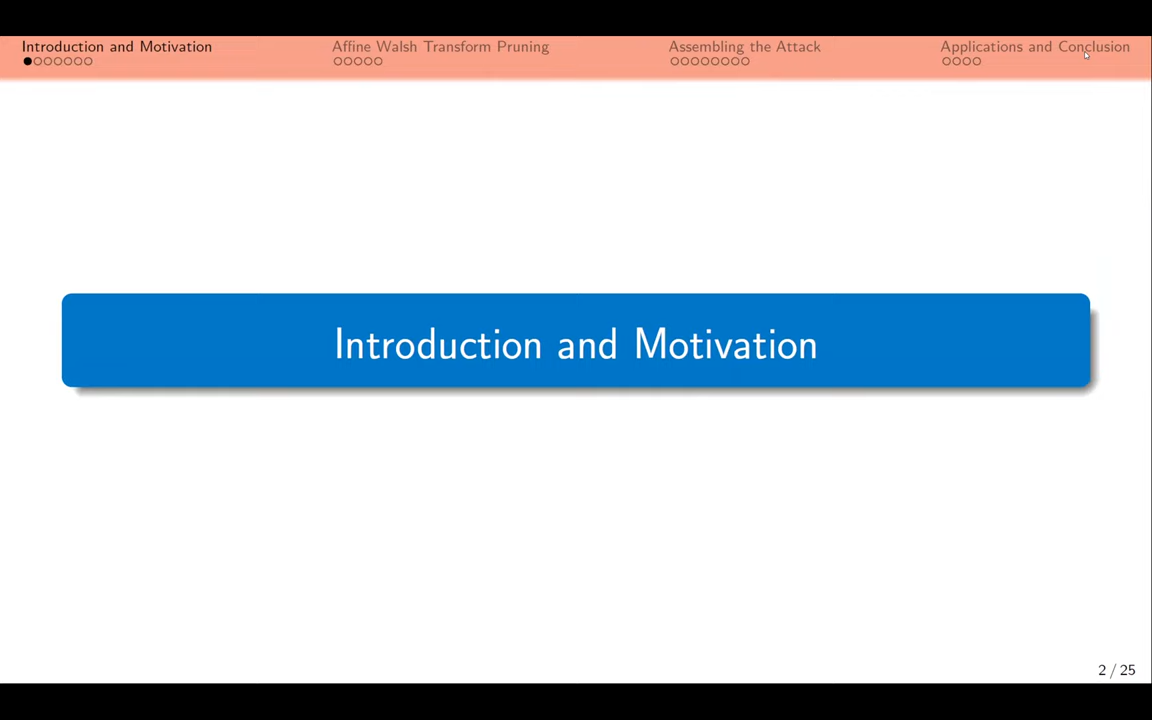 Introduction and Motivation
Affine Walsh Transform Pruning
Assembling the Attack
Applications and Conclusion
Introduction and Motivation
2 / 25